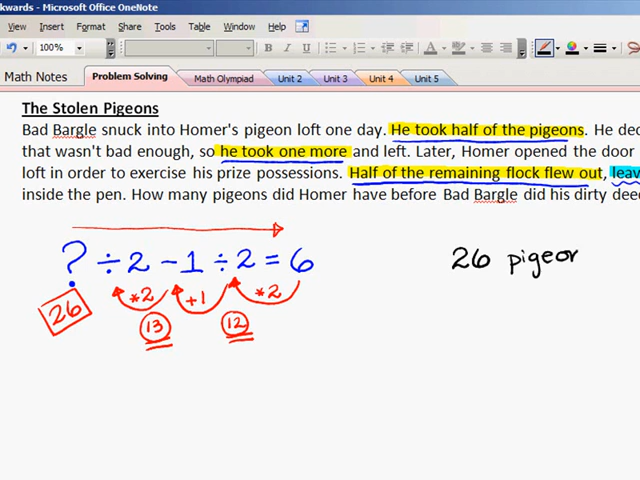 ckwards - Microsoft Office OneNote
View Insert Format Share Tools Table Window Help
100% B I U
Math Notes Problem Solving Math Olympiad Unit 2 Unit 3 Unit 4 Unit 5
The Stolen Pigeons
Bad Bargle snuck into Homer's pigeon loft one day. He took half of the pigeons. He dec
that wasn't bad enough, so he took one more and left. Later, Homer opened the door
loft in order to exercise his prize possessions. Half of the remaining flock flew out, leav
inside the pen. How many pigeons did Homer have before Bad Bargle did his dirty deed
? ÷ 2 - 1 ÷ 2 = 6
26 pigeon
*2 +1 *2
26
13 12